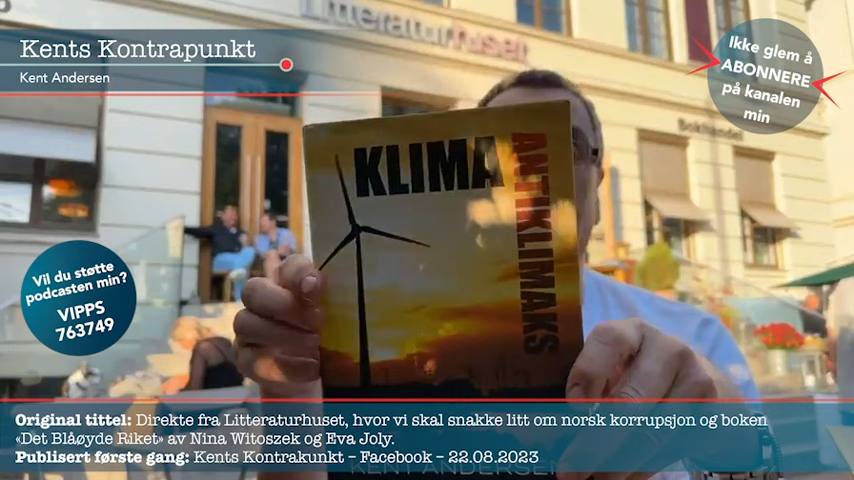 Litteraturhuset
Kents Kontrapunkt
Kent Andersen
Ikke glem å
ABONNERE
på kanalen
min
Bokhandel
KLIMA
ANTIKLIMAKS
Vil du støtte
podcasten min?
VIPPS
763749
Original tittel: Direkte fra Litteraturhuset, hvor vi skal snakke litt om norsk korrupsjon og boken
«Det Blåøyde Riket» av Nina Witoszek og Eva Joly.
Publisert første gang: Kents Kontrakunkt – Facebook – 22.08.2023
KENT ANDERSEN